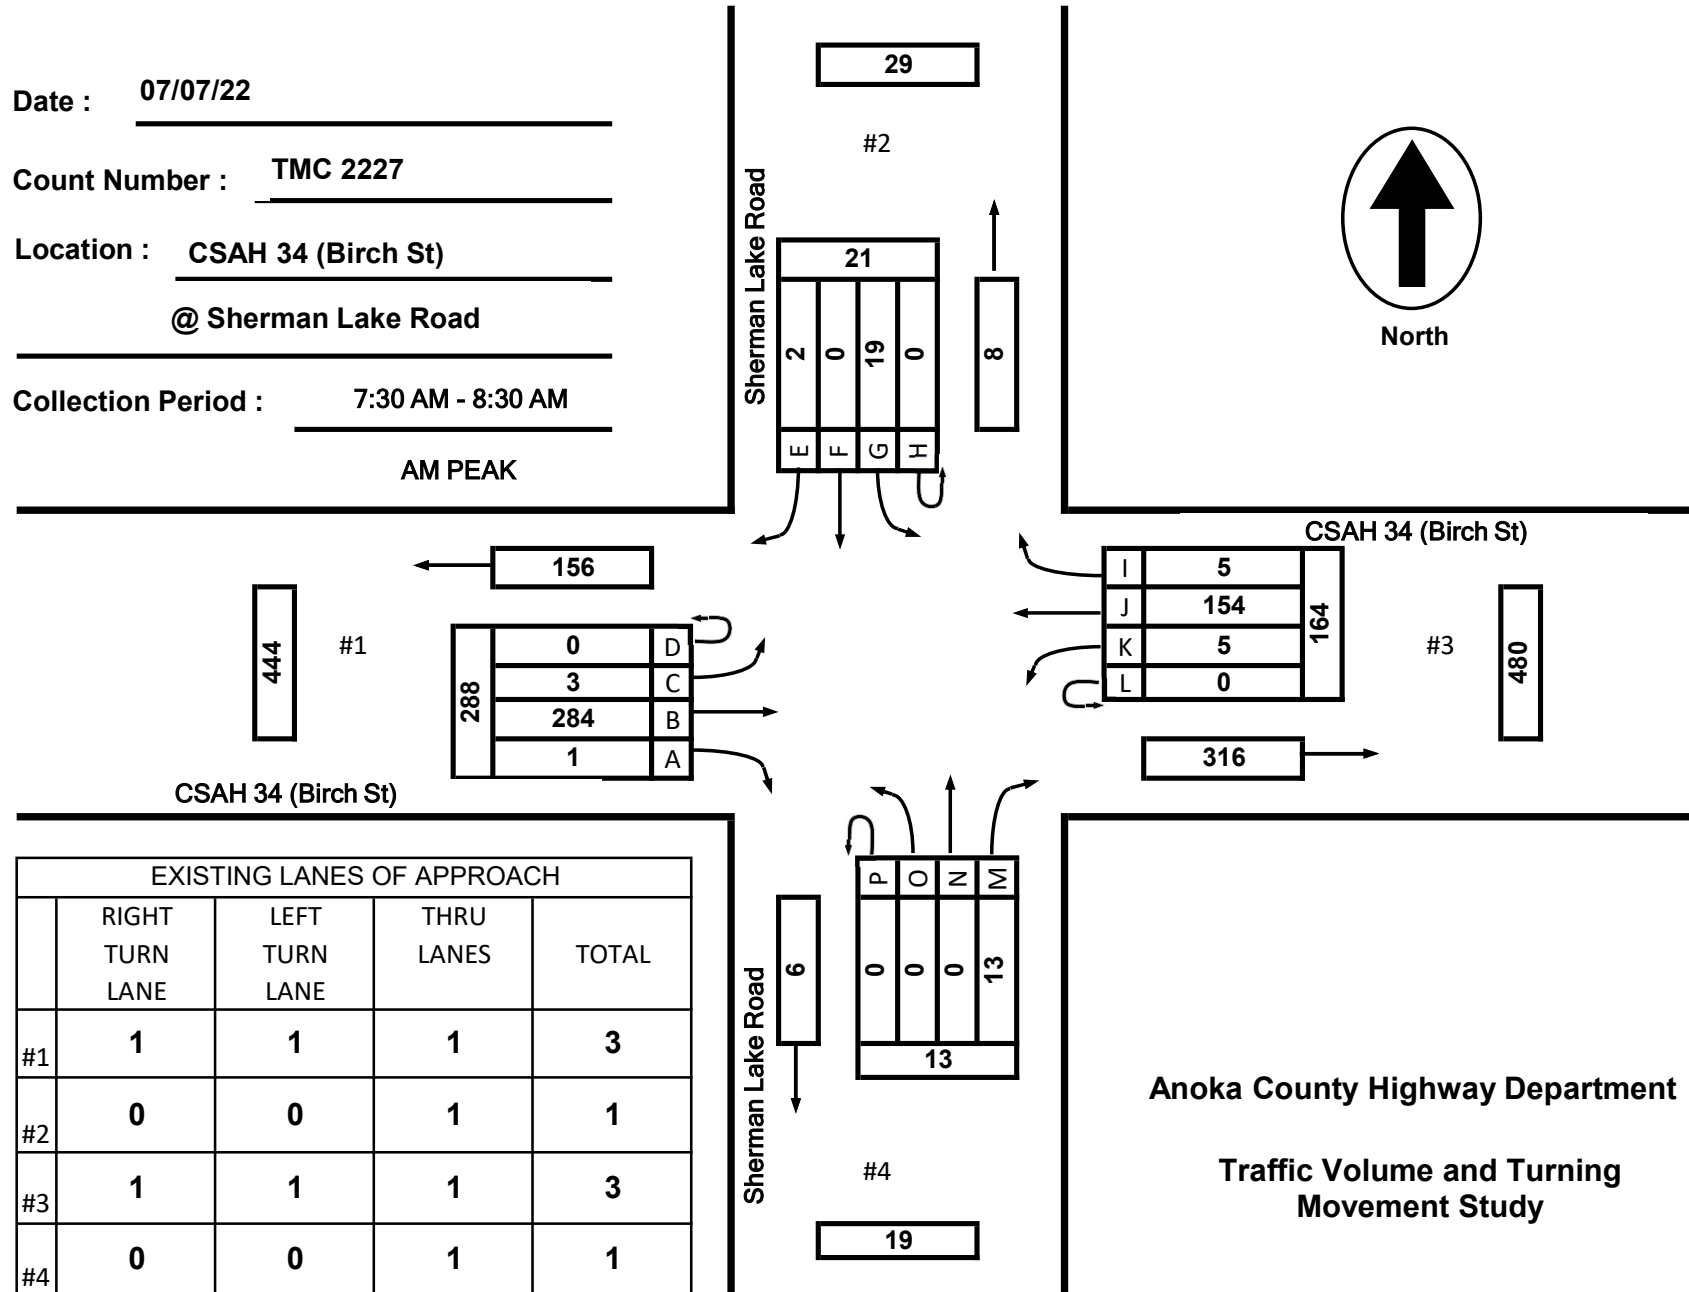 Date : 07/07/22
Count Number : TMC 2227
Location : CSAH 34 (Birch St)
@ Sherman Lake Road
Collection Period : 7:30 AM - 8:30 AM
AM PEAK
29
#2
Sherman Lake Road
21
2 0 19 0
E F G H
8
North
CSAH 34 (Birch St)
156
444
#1
288
0 D
3 C
284 B
1 A
CSAH 34 (Birch St)
I 5
J 154
K 5
L 0
164
#3
480
316
P O N M
0 0 0 13
13
6
Sherman Lake Road
#4
19
EXISTING LANES OF APPROACH
RIGHT TURN LANE
LEFT TURN LANE
THRU LANES
TOTAL
#1 1 1 1 3
#2 0 0 1 1
#3 1 1 1 3
#4 0 0 1 1
Anoka County Highway Department
Traffic Volume and Turning
Movement Study